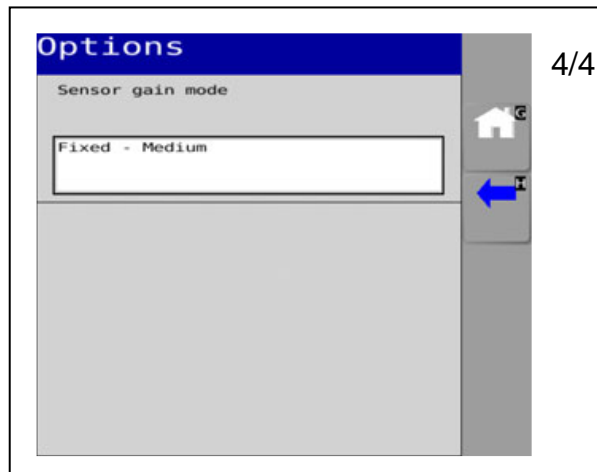 Options
4/4
Sensor gain mode
G
Fixed - Medium
I